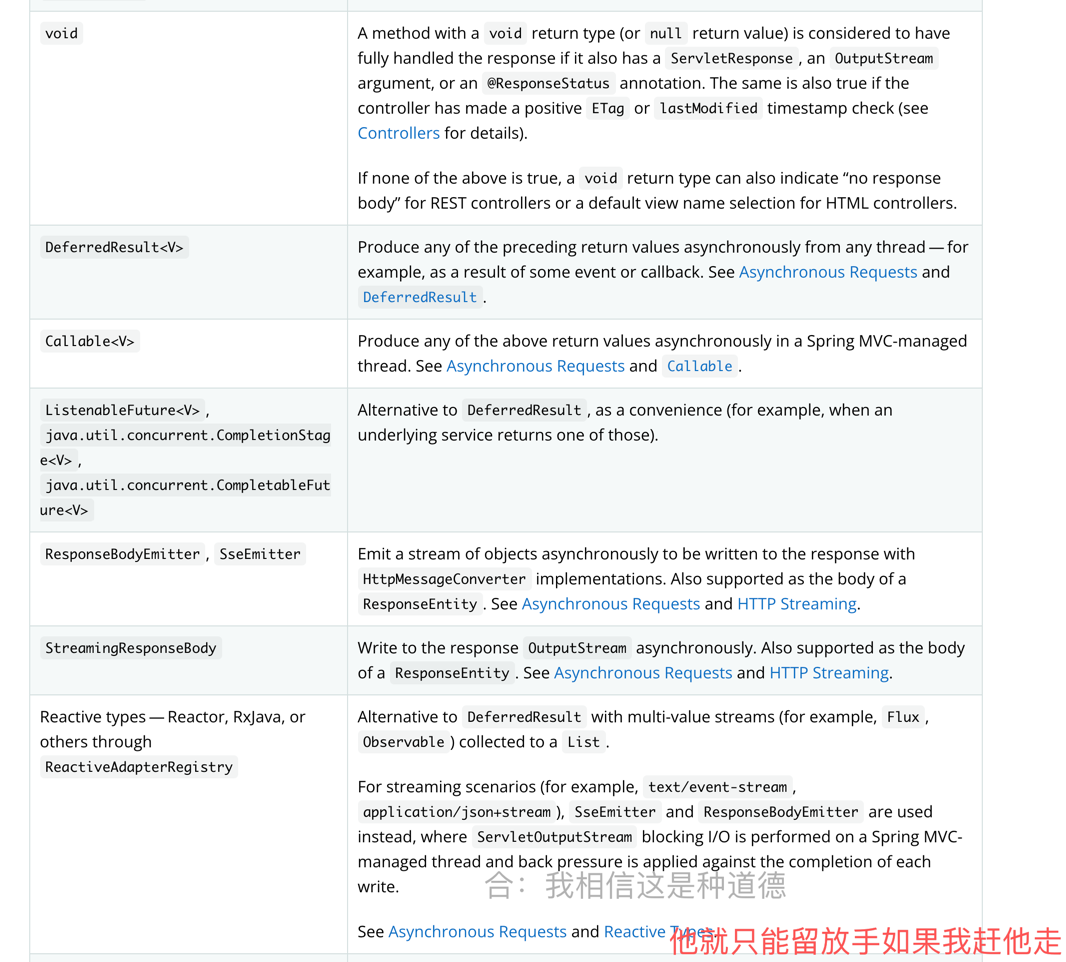 void
A method with a void return type (or null return value) is considered to have
fully handled the response if it also has a ServletResponse, an OutputStream
argument, or an @ResponseStatus annotation. The same is also true if the
controller has made a positive ETag or lastModified timestamp check (see
Controllers for details).
If none of the above is true, a void return type can also indicate “no response
body” for REST controllers or a default view name selection for HTML controllers.
DeferredResult<V>
Produce any of the preceding return values asynchronously from any thread — for
example, as a result of some event or callback. See Asynchronous Requests and
DeferredResult.
Callable<V>
Produce any of the above return values asynchronously in a Spring MVC-managed
thread. See Asynchronous Requests and Callable.
ListenableFuture<V>,
java.util.concurrent.CompletionStag
e<V>,
java.util.concurrent.CompletableFut
ure<V>
Alternative to DeferredResult, as a convenience (for example, when an
underlying service returns one of those).
ResponseBodyEmitter, SseEmitter
Emit a stream of objects asynchronously to be written to the response with
HttpMessageConverter implementations. Also supported as the body of a
ResponseEntity. See Asynchronous Requests and HTTP Streaming.
StreamingResponseBody
Write to the response OutputStream asynchronously. Also supported as the body
of a ResponseEntity. See Asynchronous Requests and HTTP Streaming.
Reactive types — Reactor, RxJava, or
others through
ReactiveAdapterRegistry
Alternative to DeferredResult with multi-value streams (for example, Flux,
Observable) collected to a List.
For streaming scenarios (for example, text/event-stream,
application/json+stream), SseEmitter and ResponseBodyEmitter are used
instead, where ServletOutputStream blocking I/O is performed on a Spring MVC-
managed thread and back pressure is applied against the completion of each
write.
合：我相信这是种道德
See Asynchronous Requests and Reactive Types.
他就只能留放手如果我赶他走